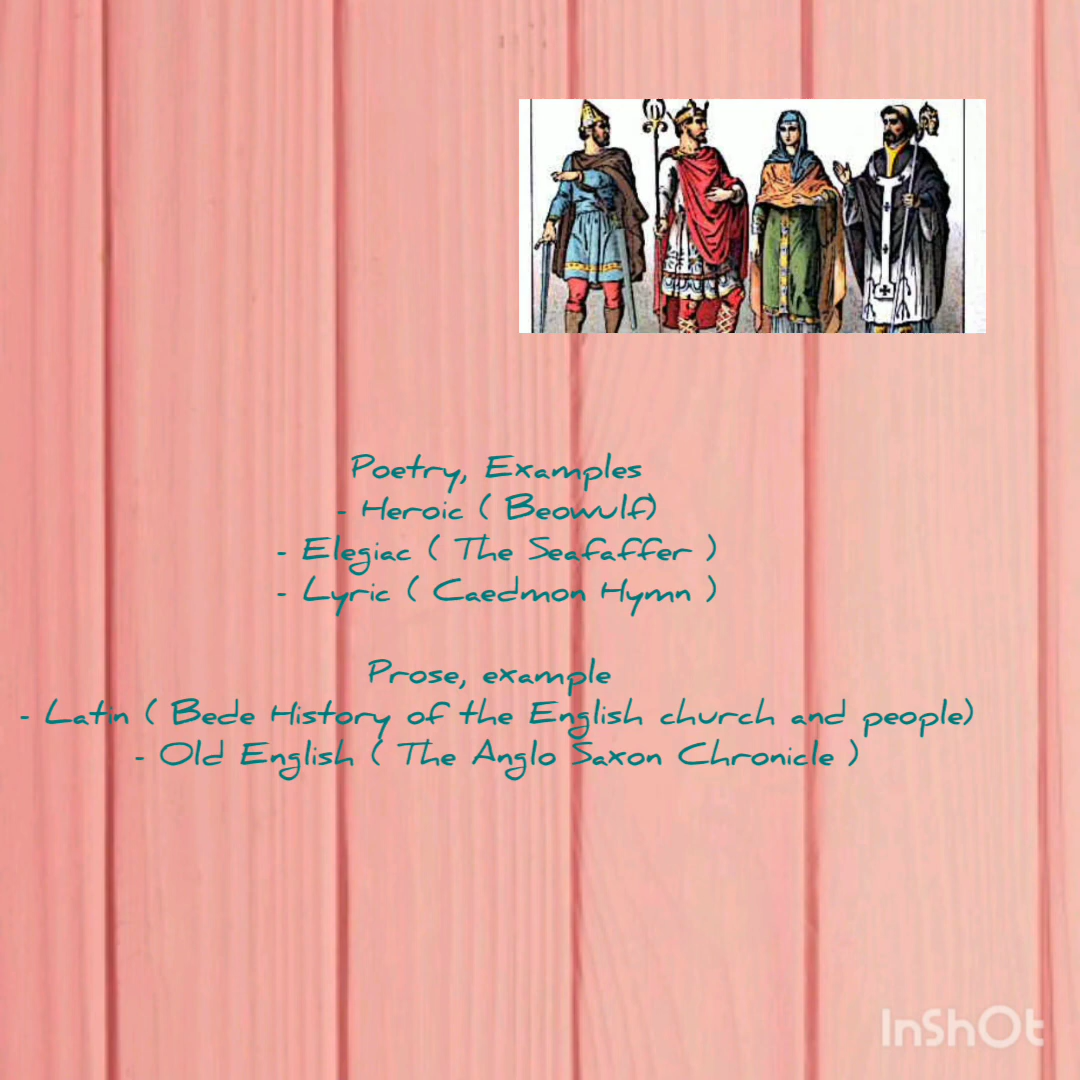 Poetry, Examples
- Heroic ( Beowulf)
- Elegiac ( The Seafaffer )
- Lyric ( Caedmon Hymn )
Prose, example
- Latin ( Bede History of the English church and people)
- Old English ( The Anglo Saxon Chronicle )
InShOt